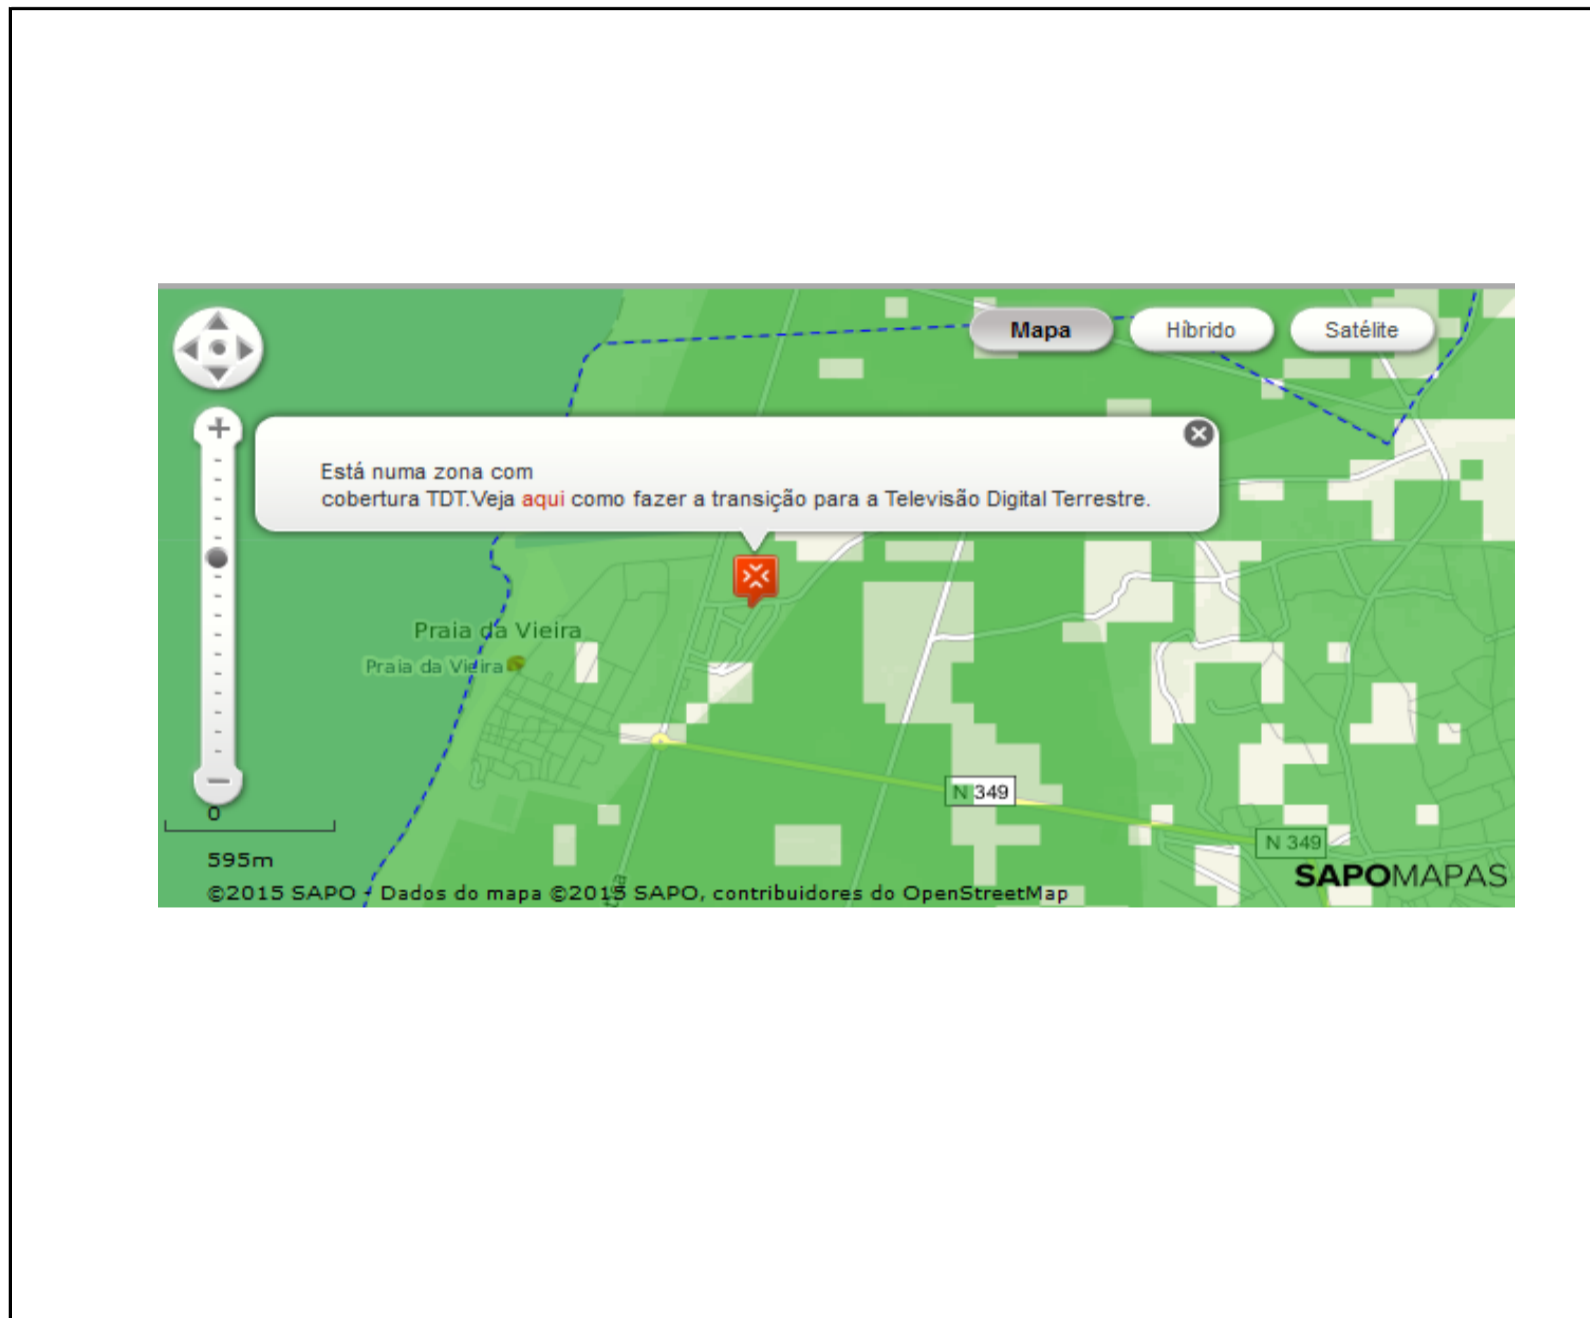 Mapa
Híbrido
Satélite
Está numa zona com
cobertura TDT.Veja aqui como fazer a transição para a Televisão Digital Terrestre.
Praia da Vieira
Praia da Vieira
N 349
N 349
0
595m
SAPOMAPAS
©2015 SAPO - Dados do mapa ©2015 SAPO, contribuidores do OpenStreetMap